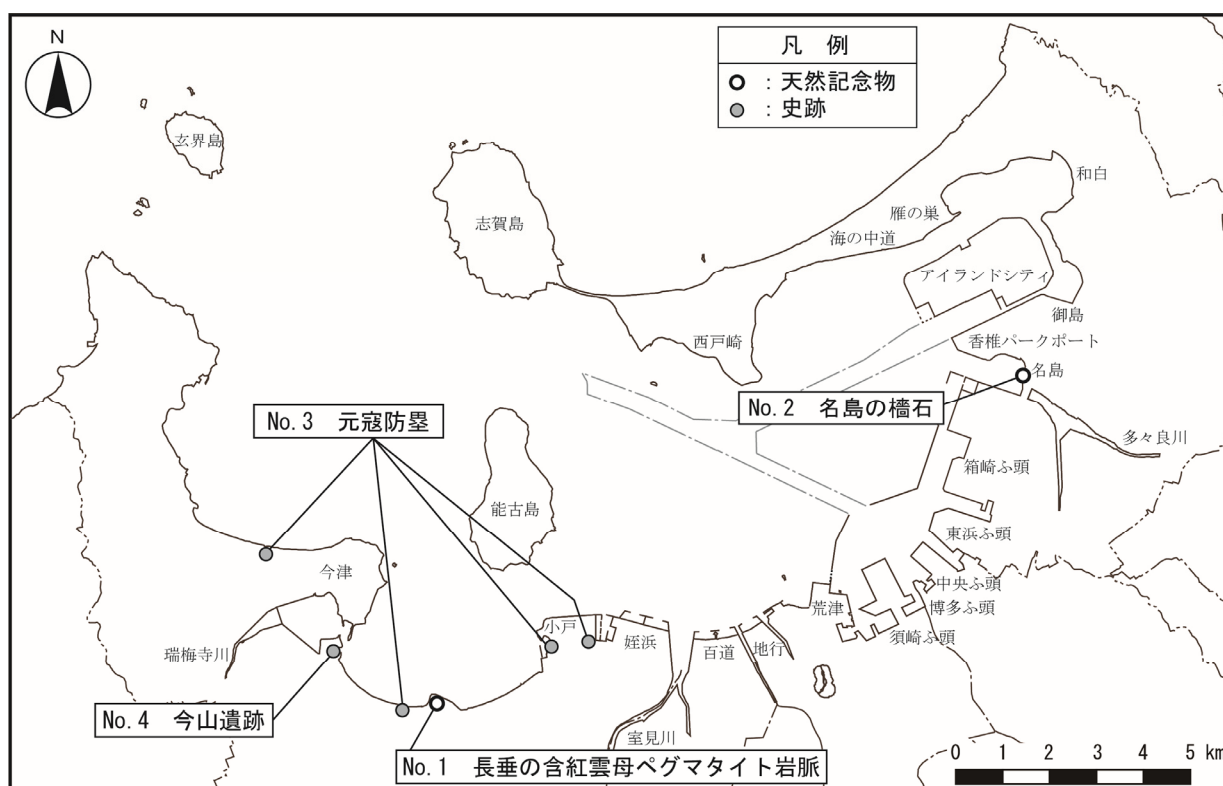 N
凡 例
：天然記念物
：史跡
玄界島
志賀島
和白
雁の巣
海の中道
アイランドシティ
御島
香椎パークポート
西戸崎
名島
No.2 名島の檣石
No.3 元寇防塁
多々良川
箱崎ふ頭
能古島
東浜ふ頭
今津
中央ふ頭
荒津
博多ふ頭
小戸
姪浜
百道
地行
須崎ふ頭
瑞梅寺川
No.4 今山遺跡
室見川
No.1 長垂の含紅雲母ペグマタイト岩脈
0 1 2 3 4 5 km